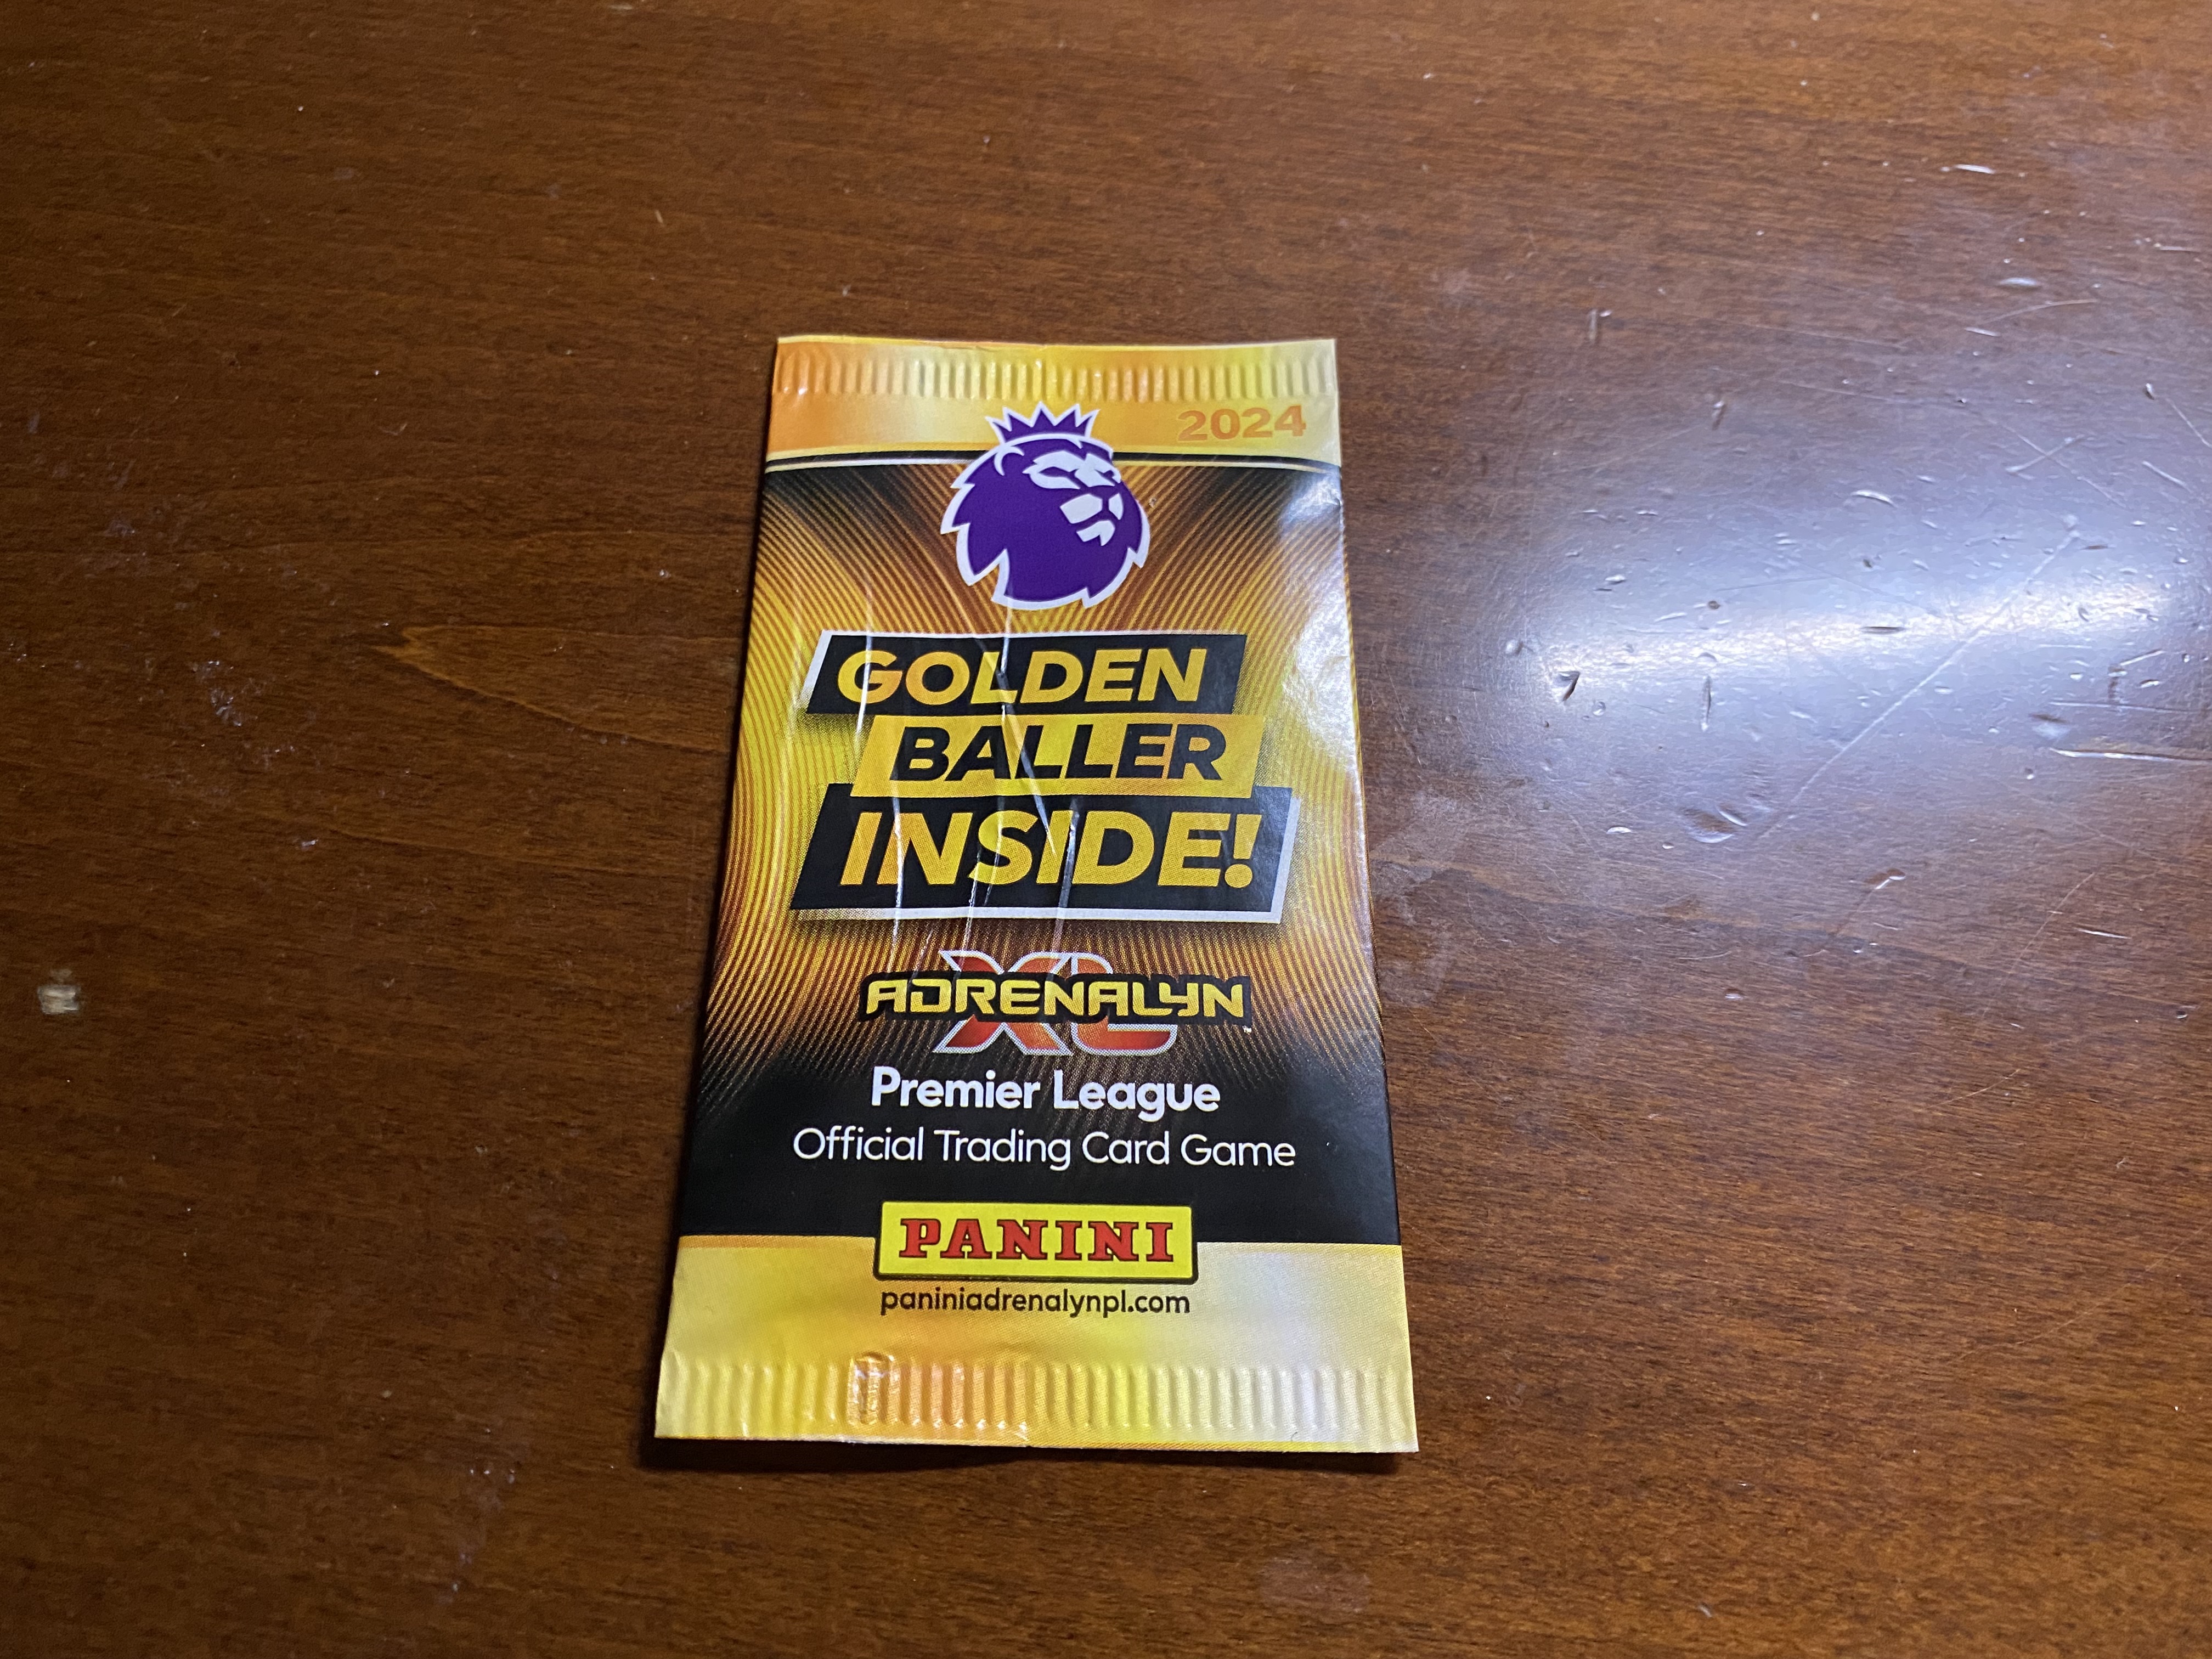 2024
GOLDEN
BALLER
INSIDE!
ADRENALYN
XL
Premier League
Official Trading Card Game
PANINI
paniniadrenalynpl.com